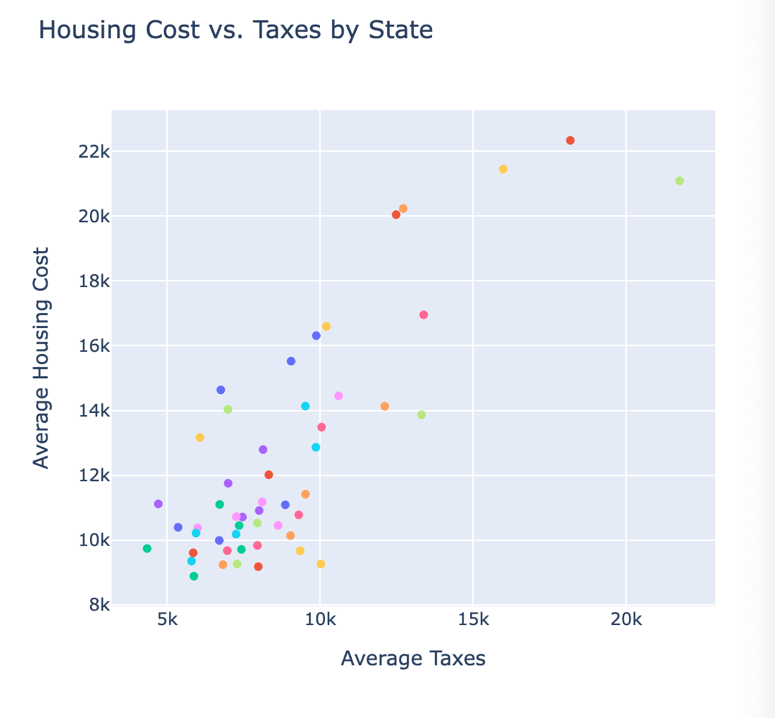 Housing Cost vs. Taxes by State
22k
20k
18k
16k
14k
12k
10k
8k
Average Housing Cost
5k 10k 15k 20k
Average Taxes